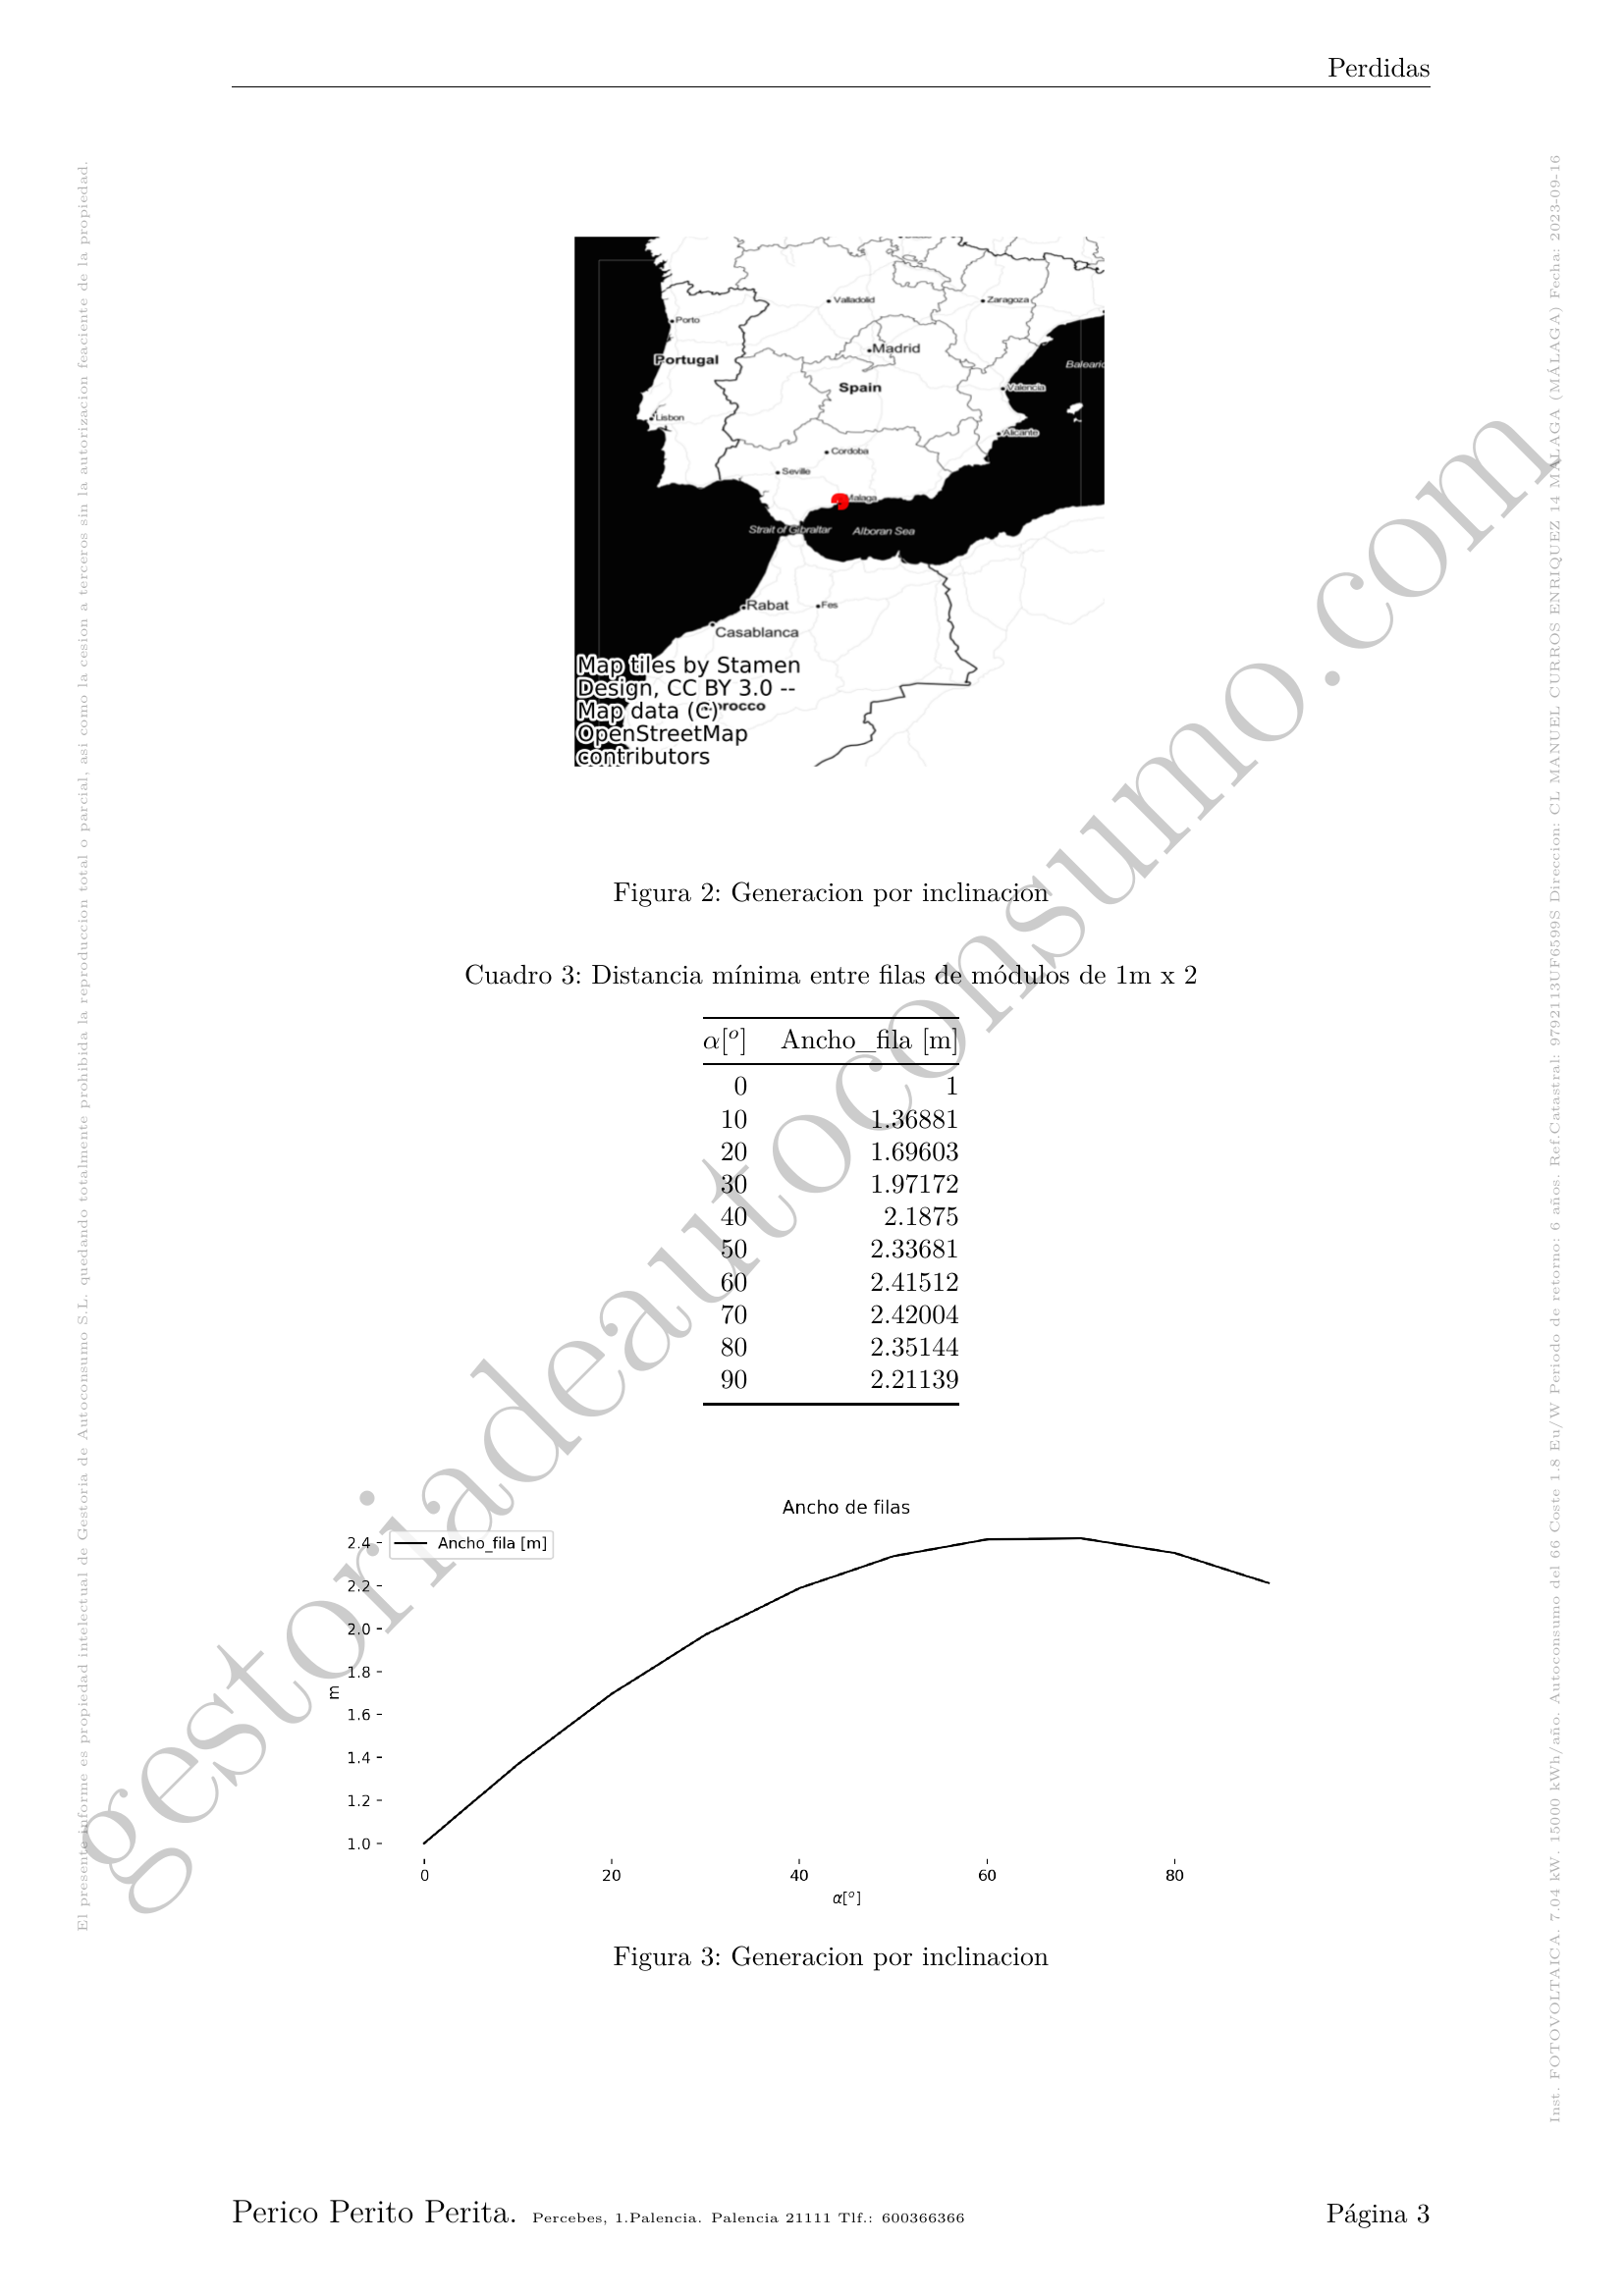 Perdidas
El presente informe es propiedad intelectual de Gestoria de Autoconsumo S.L. quedando totalmente prohibida la reproduccion total o parcial, asi como la cesion a terceros sin la autorizacion feaciente de la propiedad.
Inst. FOTOVOLTAICA. 7.04 kW. 15000 kWh/año. Autoconsumo del 66 Coste 1.8 Eu/W Periodo de retorno: 6 años. Ref.Catastral: 9792113UF6599S Direccion: CL MANUEL CURROS ENRIQUEZ 14 MALAGA (MÁLAGA) Fecha: 2023-09-16
gestoriadeautoconsumo.com
Valladolid
Zaragoza
Porto
Madrid
Portugal
Balearic
Spain
Valencia
Lisbon
Alicante
Cordoba
Seville
Malaga
Strait of Gibraltar
Alboran Sea
Rabat
Fes
Casablanca
Map tiles by Stamen
Design, CC BY 3.0 --
Map data (C)
orocco
OpenStreetMap
contributors
Figura 2: Generacion por inclinacion
Cuadro 3: Distancia mínima entre filas de módulos de 1m x 2
α[º] Ancho_fila [m]
0 1
10 1.36881
20 1.69603
30 1.97172
40 2.1875
50 2.33681
60 2.41512
70 2.42004
80 2.35144
90 2.21139
Ancho de filas
Ancho_fila [m]
2.4
2.2
2.0
1.8
m
1.6
1.4
1.2
1.0
0 20 40 60 80
α[º]
Figura 3: Generacion por inclinacion
Perico Perito Perita. Percebes, 1.Palencia. Palencia 21111 Tlf.: 600366366
Página 3